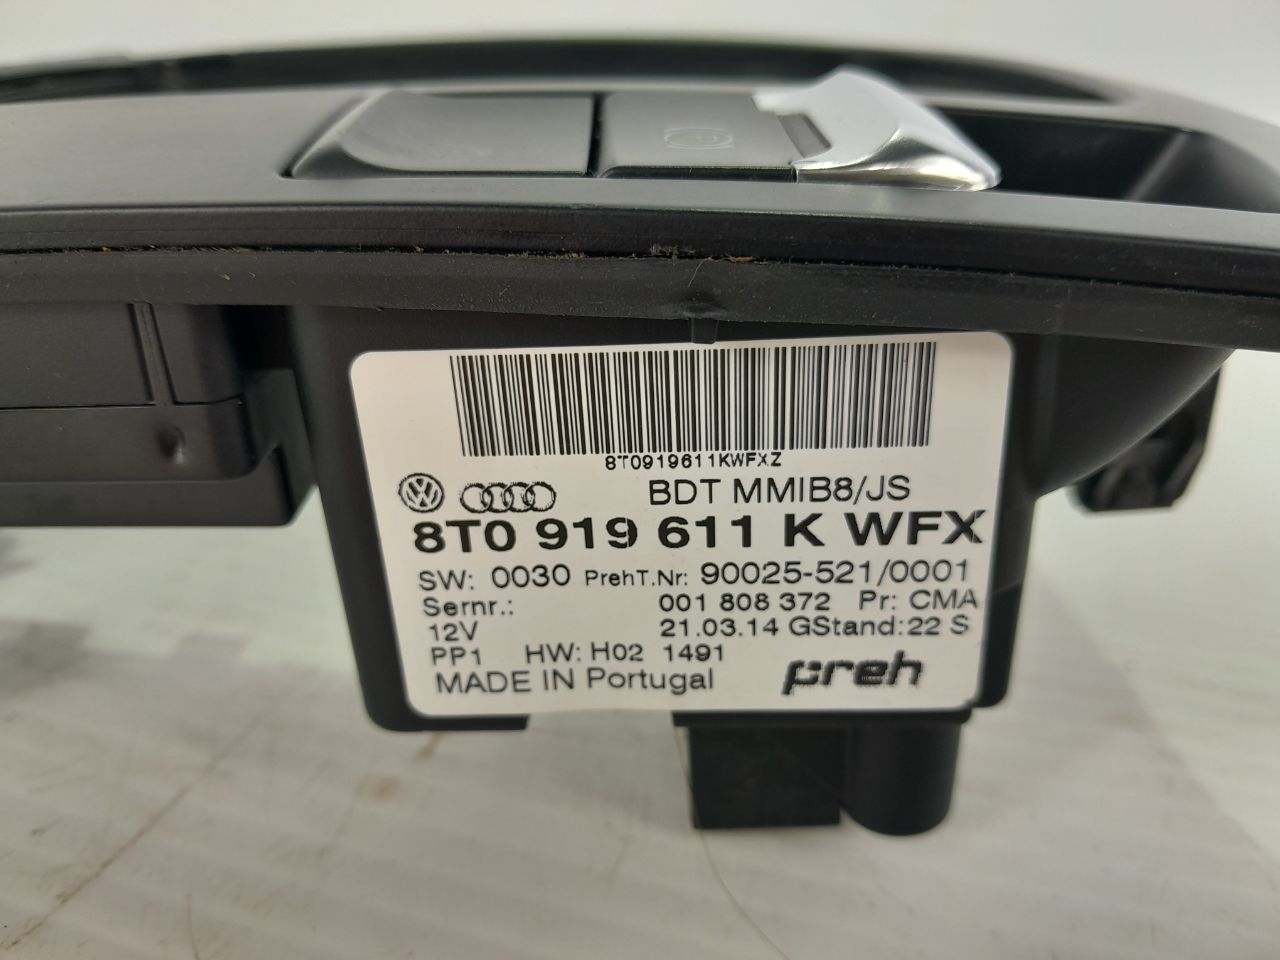 8T0919611KWFXZ
BDT MMIB8/JS
8T0 919 611 K WFX
SW: 0030 PrehT.Nr: 90025-521/0001
Sernr.: 001 808 372 Pr: CMA
12V 21.03.14 GStand:22 S
PP1 HW: H02 1491
MADE IN Portugal preh